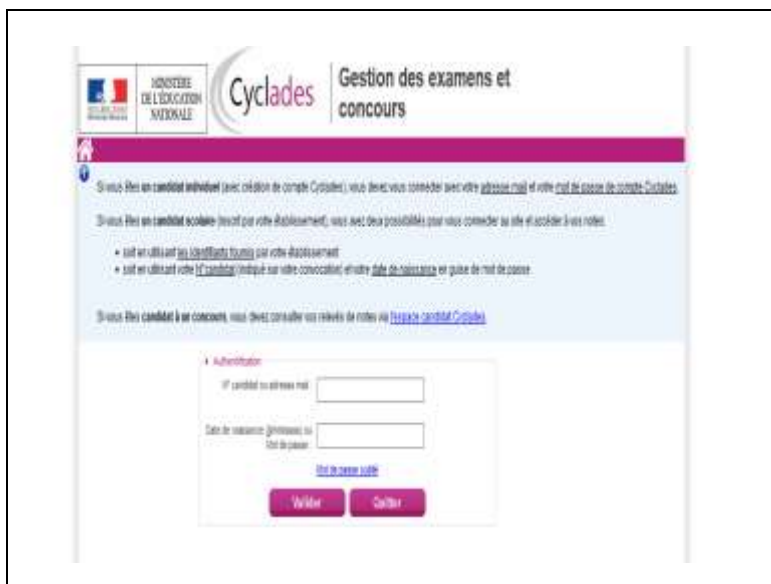 MINISTÈRE
DE L'ÉDUCATION
NATIONALE
Cyclades
Gestion des examens et
concours
Si vous êtes un candidat individuel (avec création de compte Cyclades), vous devez vous connecter avec votre adresse mail et votre mot de passe de compte Cyclades.
Si vous êtes un candidat scolaire (inscrit par votre établissement), vous avez deux possibilités pour vous connecter au site et accéder à vos notes.
soit en utilisant les identifiants fournis par votre établissement
soit en utilisant votre N° candidat (indiqué sur votre convocation) et votre date de naissance en guise de mot de passe.
Si vous êtes candidat à un concours, vous devez consulter vos relevés de notes via l'espace candidat Cyclades.
Authentification
N° candidat ou adresse mail
Date de naissance (jj/mm/aaaa) ou
Mot de passe
Mot de passe oublié
Valider Quitter